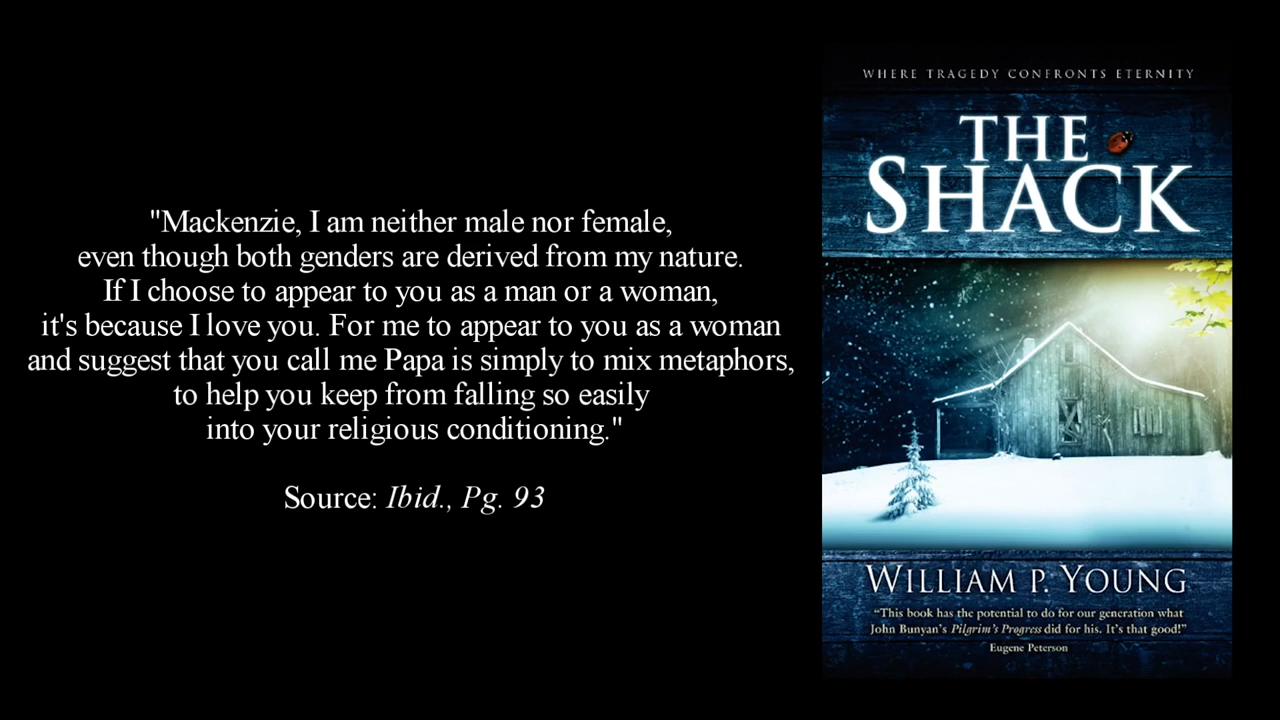 "Mackenzie, I am neither male nor female,
even though both genders are derived from my nature.
If I choose to appear to you as a man or a woman,
it's because I love you. For me to appear to you as a woman
and suggest that you call me Papa is simply to mix metaphors,
to help you keep from falling so easily
into your religious conditioning."
Source: Ibid., Pg. 93
WHERE TRAGEDY CONFRONTS ETERNITY
THE
SHACK
WILLIAM P. YOUNG
“This book has the potential to do for our generation what
John Bunyan’s Pilgrim’s Progress did for his. It’s that good!”
Eugene Peterson